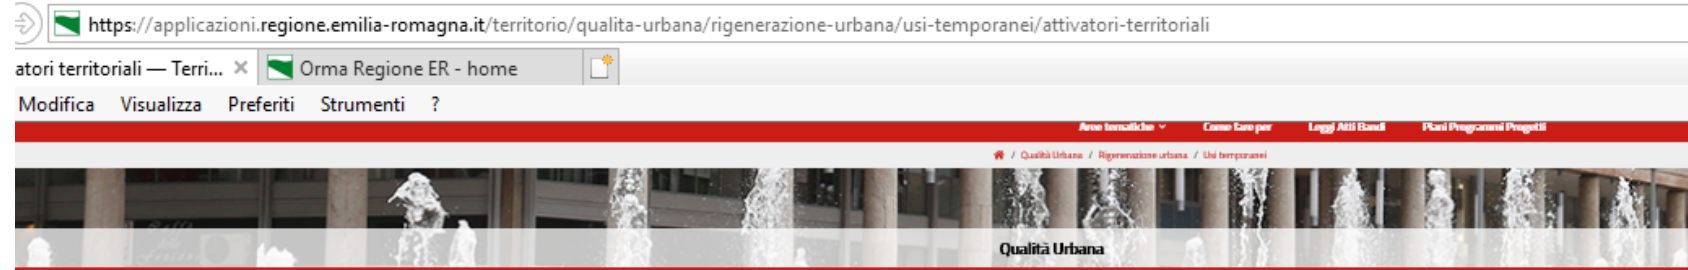 https://applicazioni.regione.emilia-romagna.it/territorio/qualita-urbana/rigenerazione-urbana/usi-temporanei/attivatori-territoriali
atori territoriali — Terri... × Orma Regione ER - home
Modifica Visualizza Preferiti Strumenti ?
Aree tematiche Come fare per Leggi Atti Bandi Piani Programmi Progetti
/ Qualità Urbana / Rigenerazione urbana / Usi temporanei
Qualità Urbana